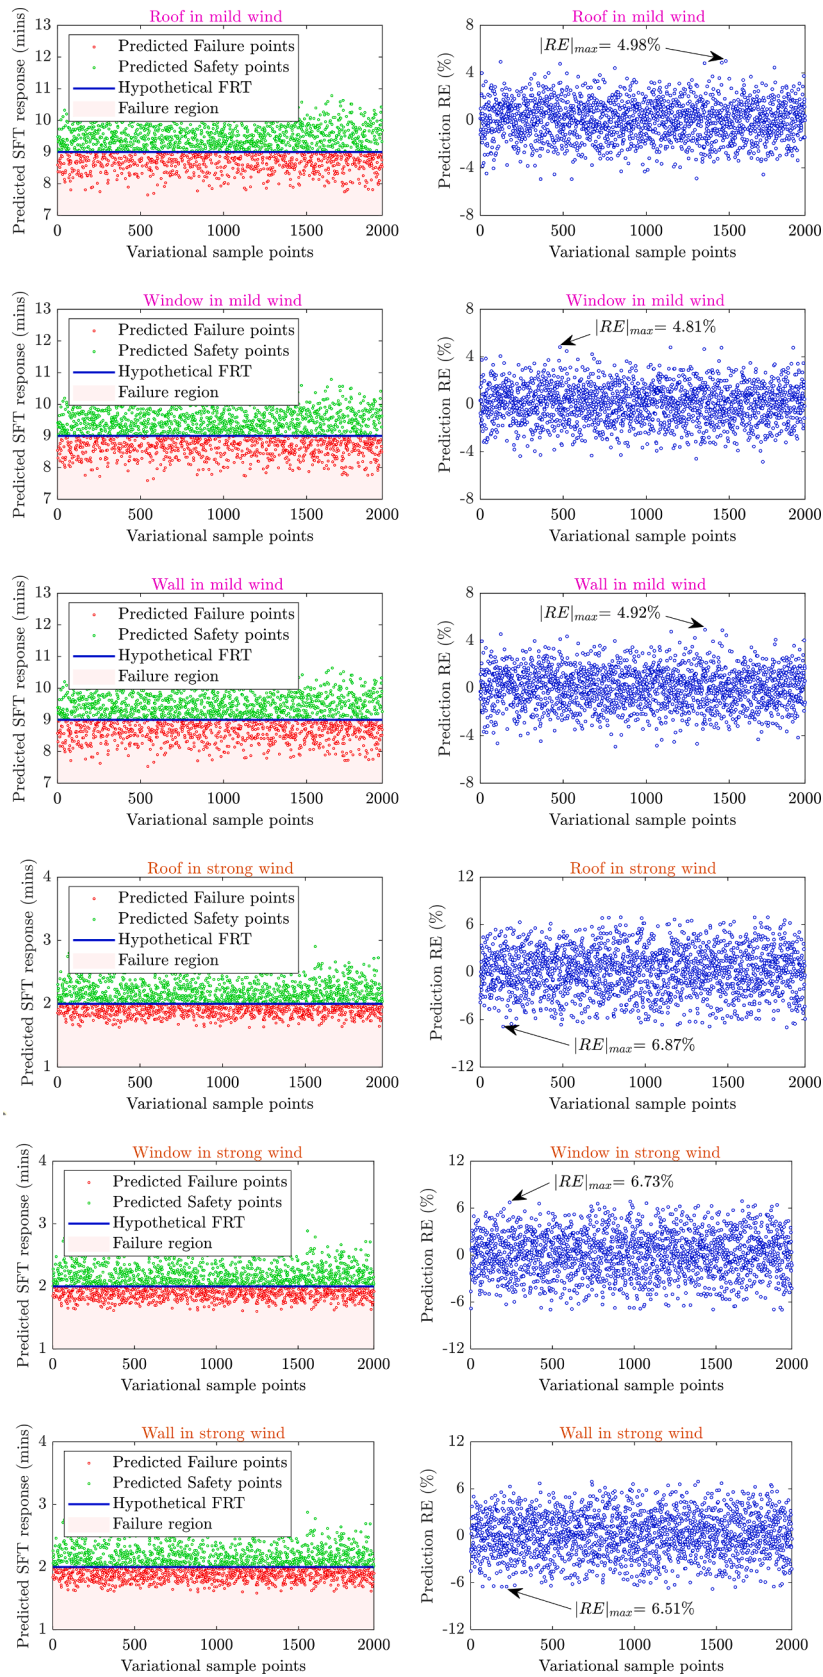 Roof in mild wind
Predicted SFT response (mins)
13
12
11
10
9
8
7
Predicted Failure points
Predicted Safety points
Hypothetical FRT
Failure region
0 500 1000 1500 2000
Variational sample points
Roof in mild wind
Prediction RE (%)
8
4
0
-4
-8
|RE|max= 4.98%
0 500 1000 1500 2000
Variational sample points
Window in mild wind
Predicted SFT response (mins)
13
12
11
10
9
8
7
Predicted Failure points
Predicted Safety points
Hypothetical FRT
Failure region
0 500 1000 1500 2000
Variational sample points
Window in mild wind
Prediction RE (%)
8
4
0
-4
-8
|RE|max= 4.81%
0 500 1000 1500 2000
Variational sample points
Wall in mild wind
Predicted SFT response (mins)
13
12
11
10
9
8
7
Predicted Failure points
Predicted Safety points
Hypothetical FRT
Failure region
0 500 1000 1500 2000
Variational sample points
Wall in mild wind
Prediction RE (%)
8
4
0
-4
-8
|RE|max= 4.92%
0 500 1000 1500 2000
Variational sample points
Roof in strong wind
Predicted SFT response (mins)
4
3
2
1
Predicted Failure points
Predicted Safety points
Hypothetical FRT
Failure region
0 500 1000 1500 2000
Variational sample points
Roof in strong wind
Prediction RE (%)
12
6
0
-6
-12
|RE|max= 6.87%
0 500 1000 1500 2000
Variational sample points
Window in strong wind
Predicted SFT response (mins)
4
3
2
1
Predicted Failure points
Predicted Safety points
Hypothetical FRT
Failure region
0 500 1000 1500 2000
Variational sample points
Window in strong wind
Prediction RE (%)
12
6
0
-6
-12
|RE|max= 6.73%
0 500 1000 1500 2000
Variational sample points
Wall in strong wind
Predicted SFT response (mins)
4
3
2
1
Predicted Failure points
Predicted Safety points
Hypothetical FRT
Failure region
0 500 1000 1500 2000
Variational sample points
Wall in strong wind
Prediction RE (%)
12
6
0
-6
-12
|RE|max= 6.51%
0 500 1000 1500 2000
Variational sample points